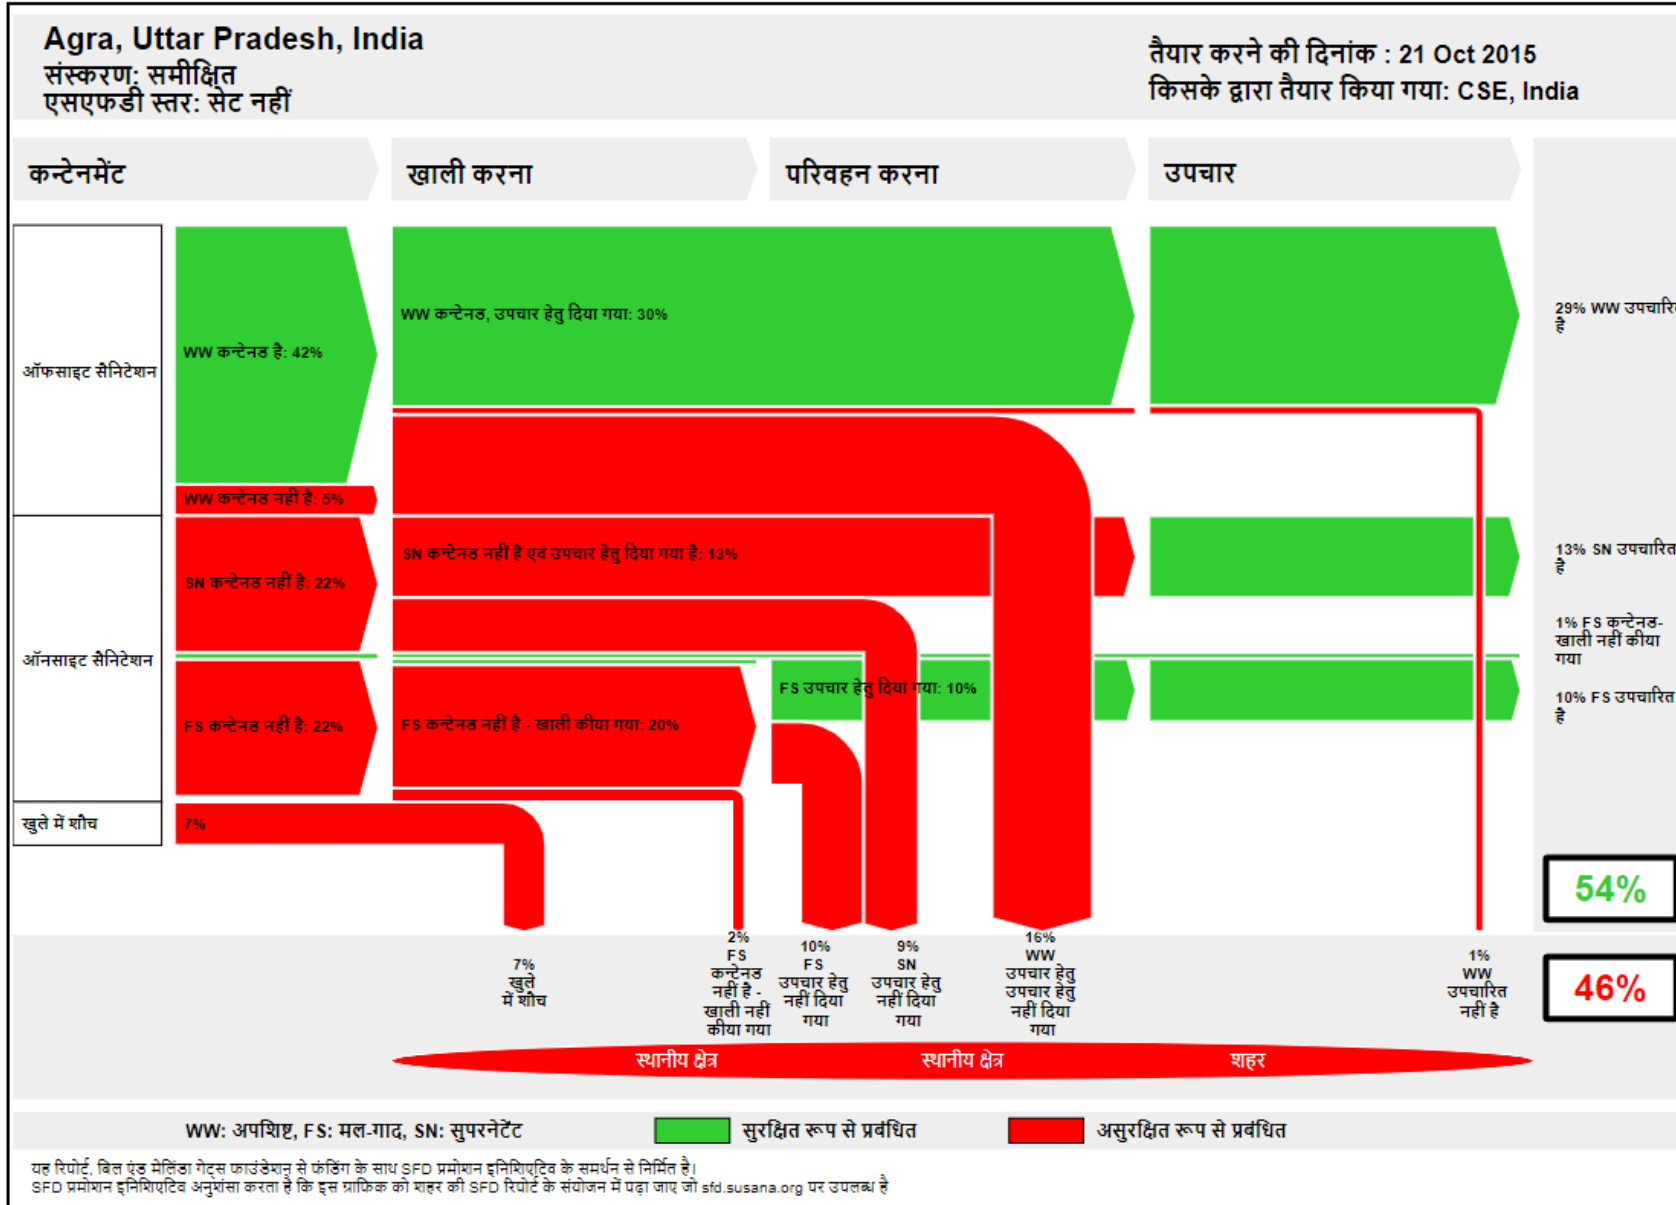 Agra, Uttar Pradesh, India
संस्करण: समीक्षित
एसएफडी स्तर: सेट नहीं
तैयार करने की दिनांक : 21 Oct 2015
किसके द्वारा तैयार किया गया: CSE, India
कन्टेनमेंट
खाली करना
परिवहन करना
उपचार
ऑफसाइट सैनिटेशन
WW कन्टेनड है: 42%
WW कन्टेनड, उपचार हेतु दिया गया: 30%
29% WW उपचारित
है
WW कन्टेनड नहीं है: 5%
ऑनसाइट सैनिटेशन
SN कन्टेनड नहीं है: 22%
SN कन्टेनड नहीं है एवं उपचार हेतु दिया गया है: 13%
13% SN उपचारित
है
1% FS कन्टेनड-
खाली नहीं कीया
गया
FS कन्टेनड नहीं है: 22%
FS कन्टेनड नहीं है - खाली कीया गया: 20%
FS उपचार हेतु दिया गया: 10%
10% FS उपचारित
है
खुले में शौच
7%
54%
46%
7%
खुले
में शौच
2%
FS
कन्टेनड
नहीं है -
खाली नहीं
कीया गया
10%
FS
उपचार हेतु
नहीं दिया
गया
9%
SN
उपचार हेतु
नहीं दिया
गया
16%
WW
उपचार हेतु
उपचार हेतु
नहीं दिया
गया
1%
WW
उपचारित
नहीं है
स्थानीय क्षेत्र
स्थानीय क्षेत्र
शहर
WW: अपशिष्ट, FS: मल-गाद, SN: सुपरनेटेंट
सुरक्षित रूप से प्रबंधित
असुरक्षित रूप से प्रबंधित
यह रिपोर्ट, बिल एंड मेलिंडा गेट्स फाउंडेशन से फंडिंग के साथ SFD प्रमोशन इनिशिएटिव के समर्थन से निर्मित है।
SFD प्रमोशन इनिशिएटिव अनुशंसा करता है कि इस ग्राफिक को शहर की SFD रिपोर्ट के संयोजन में पढ़ा जाए जो sfd.susana.org पर उपलब्ध है